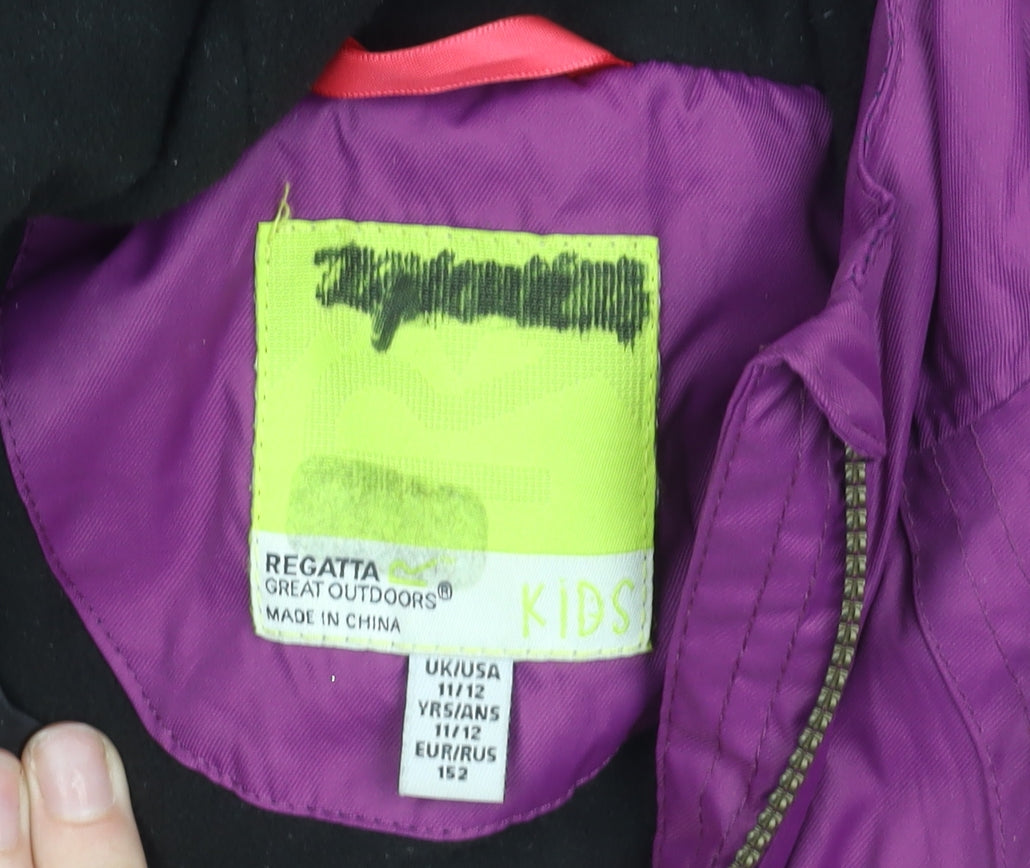 REGATTA
GREAT OUTDOORS®
MADE IN CHINA
KiDS
UK/USA
11/12
YRS/ANS
11/12
EUR/RUS
152